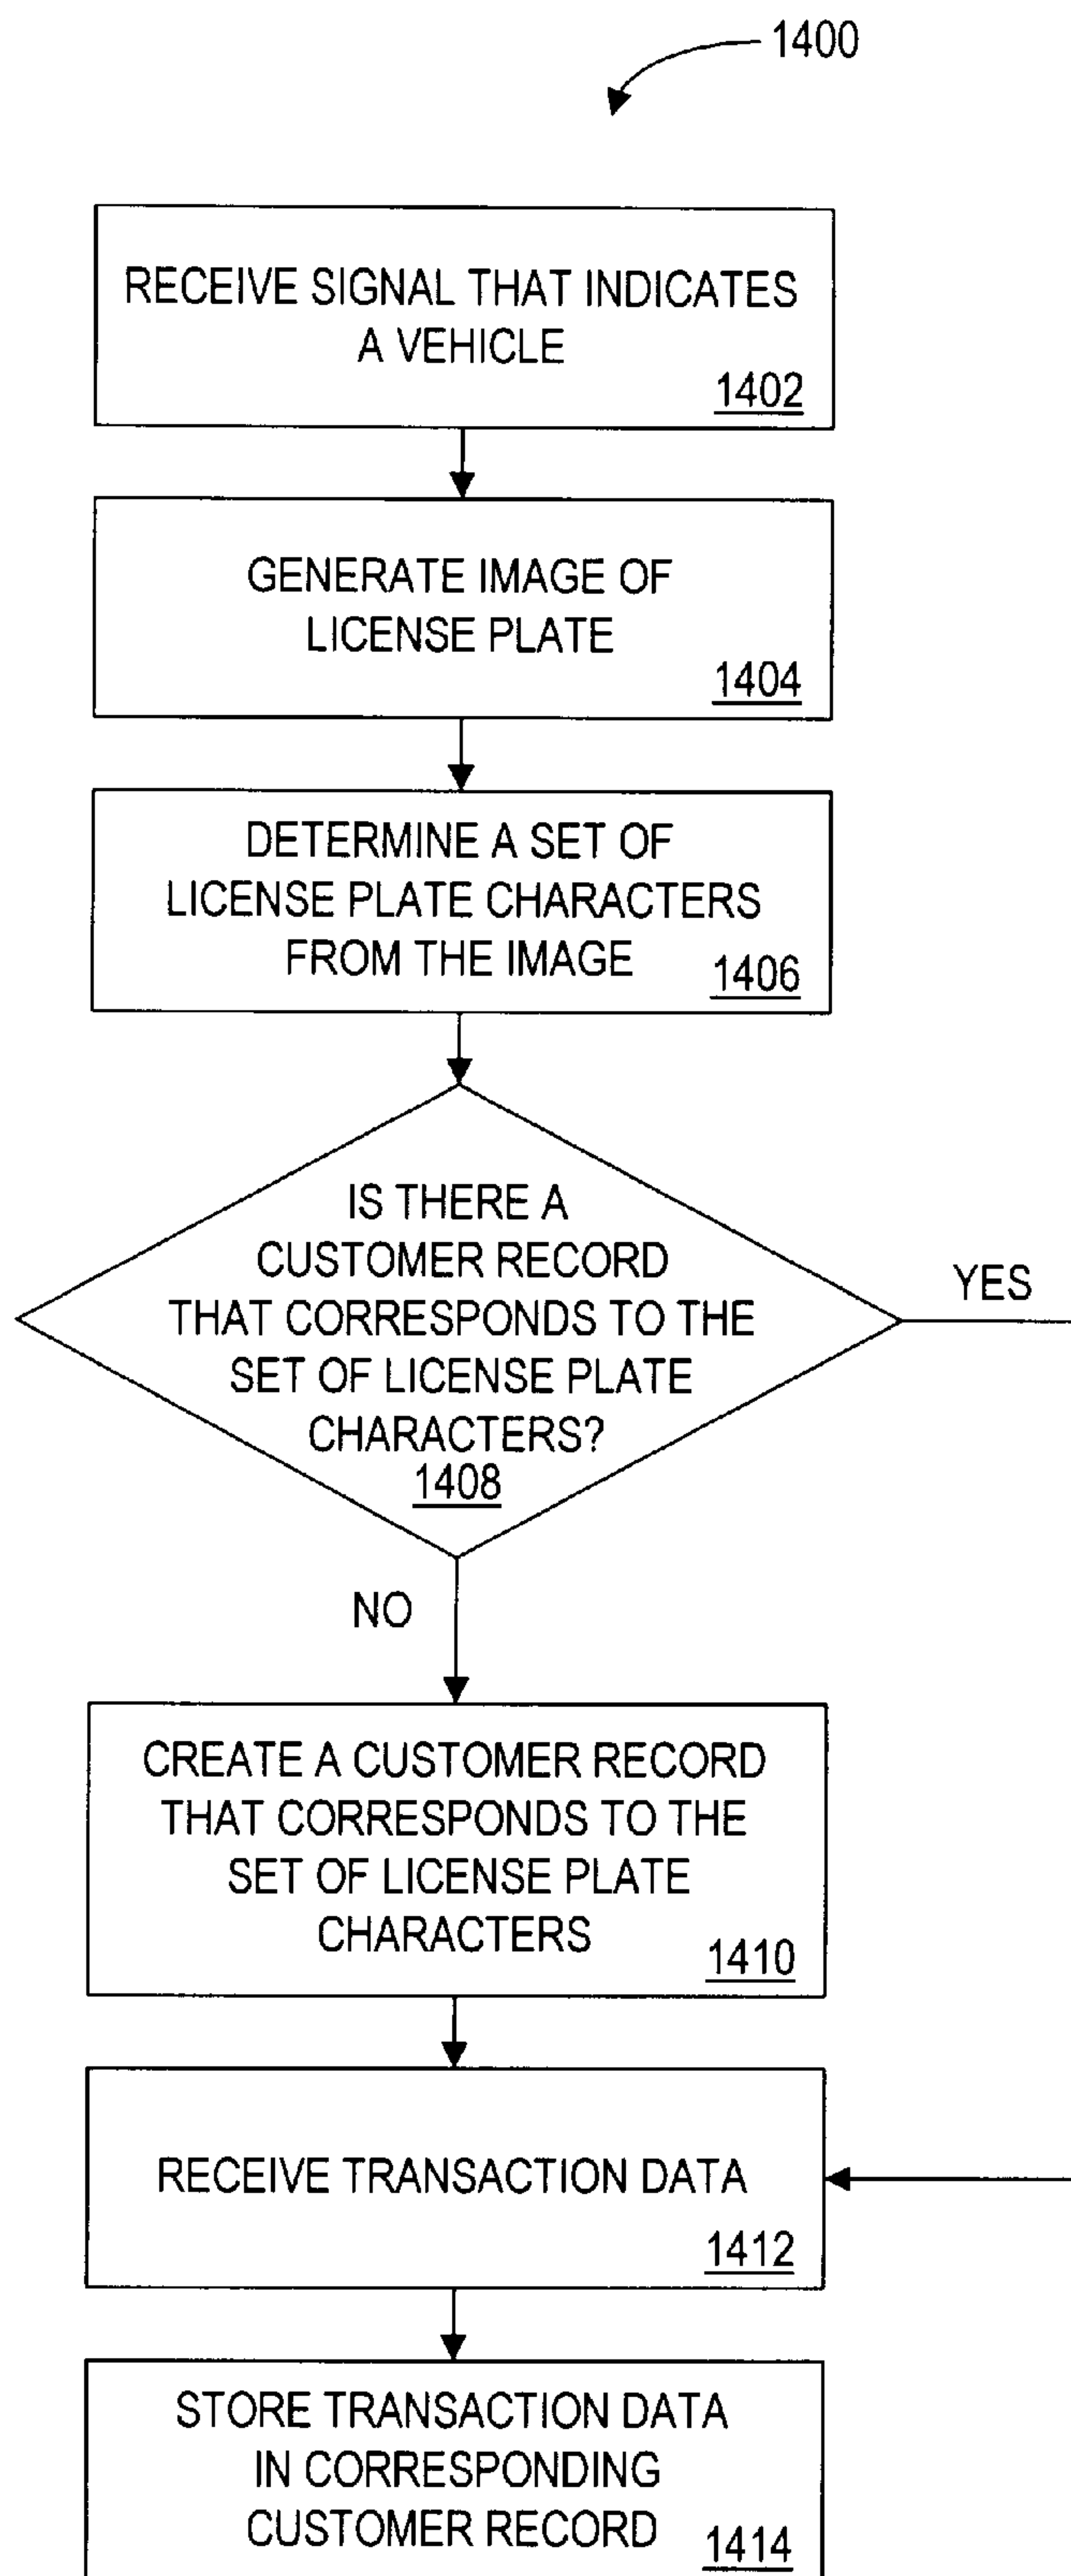 1400
RECEIVE SIGNAL THAT INDICATES
A VEHICLE
1402
GENERATE IMAGE OF
LICENSE PLATE
1404
DETERMINE A SET OF
LICENSE PLATE CHARACTERS
FROM THE IMAGE
1406
IS THERE A
CUSTOMER RECORD
THAT CORRESPONDS TO THE
SET OF LICENSE PLATE
CHARACTERS?
1408
YES
NO
CREATE A CUSTOMER RECORD
THAT CORRESPONDS TO THE
SET OF LICENSE PLATE
CHARACTERS
1410
RECEIVE TRANSACTION DATA
1412
STORE TRANSACTION DATA
IN CORRESPONDING
CUSTOMER RECORD
1414